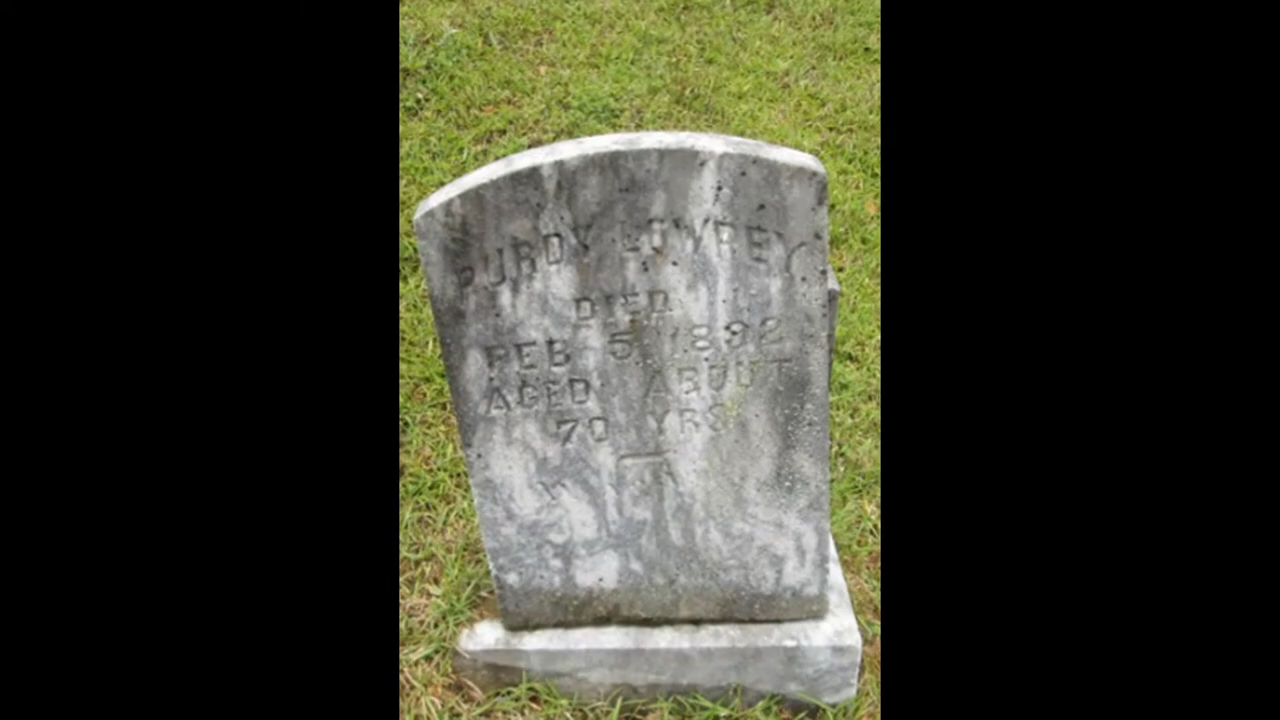 PURDY LOWREY.
DIED
FEB 5, 1892
AGED ABOUT
70 YRS